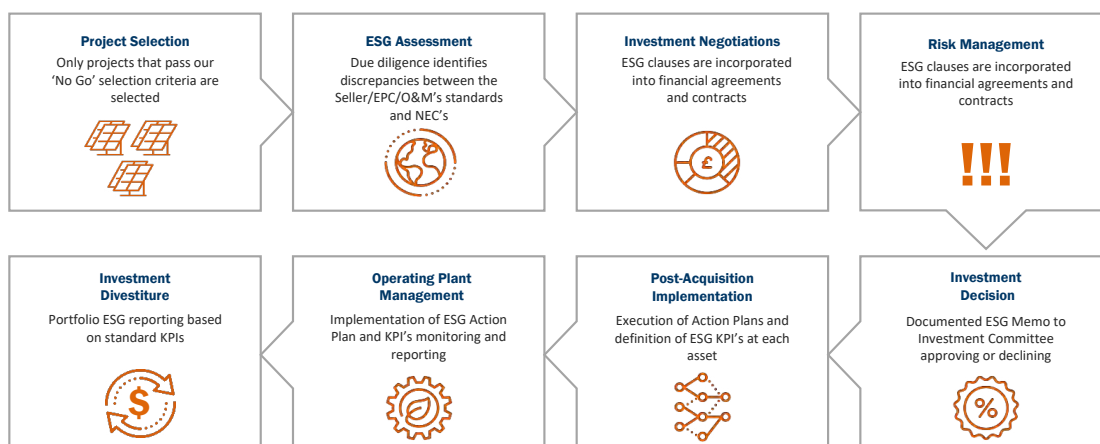 Project Selection
Only projects that pass our
‘No Go’ selection criteria are
selected
ESG Assessment
Due diligence identifies
discrepancies between the
Seller/EPC/O&M’s standards
and NEC’s
Investment Negotiations
ESG clauses are incorporated
into financial agreements
and contracts
£
Risk Management
ESG clauses are incorporated
into financial agreements and
contracts
!!!
Investment
Decision
Documented ESG Memo to
Investment Committee
approving or declining
%
Post-Acquisition
Implementation
Execution of Action Plans and
definition of ESG KPI’s at each
asset
Operating Plant
Management
Implementation of ESG Action
Plan and KPI’s monitoring and
reporting
Investment
Divestiture
Portfolio ESG reporting based
on standard KPIs
$